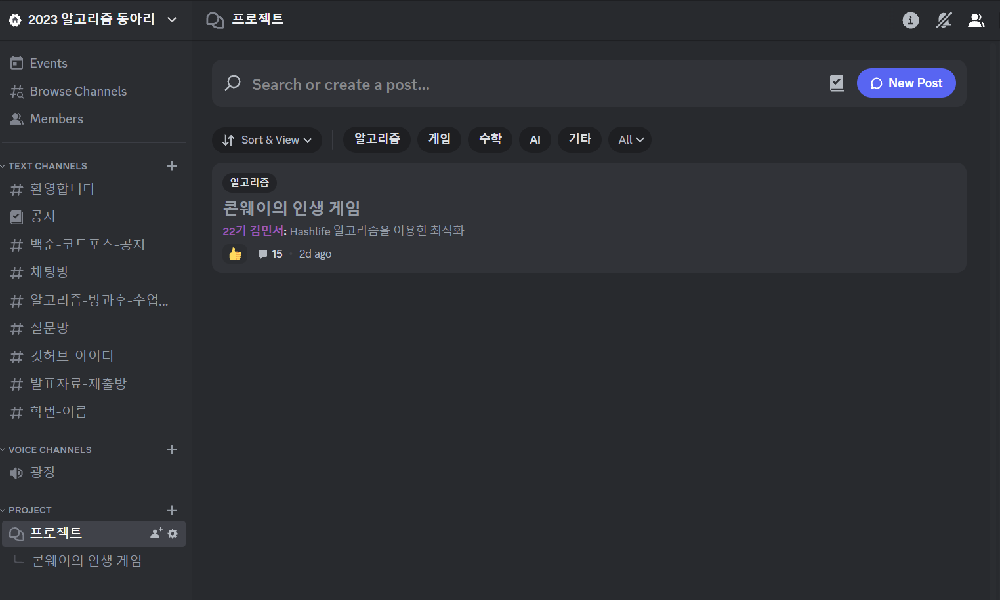 2023 알고리즘 동아리
Events
Browse Channels
Members
TEXT CHANNELS
환영합니다
공지
백준-코드포스-공지
채팅방
알고리즘-방과후-수업...
질문방
깃허브-아이디
발표자료-제출방
학번-이름
VOICE CHANNELS
광장
PROJECT
프로젝트
콘웨이의 인생 게임
프로젝트
Search or create a post...
New Post
Sort & View 알고리즘 게임 수학 AI 기타 All
알고리즘
콘웨이의 인생 게임
22기 김민서: Hashlife 알고리즘을 이용한 최적화
15 • 2d ago